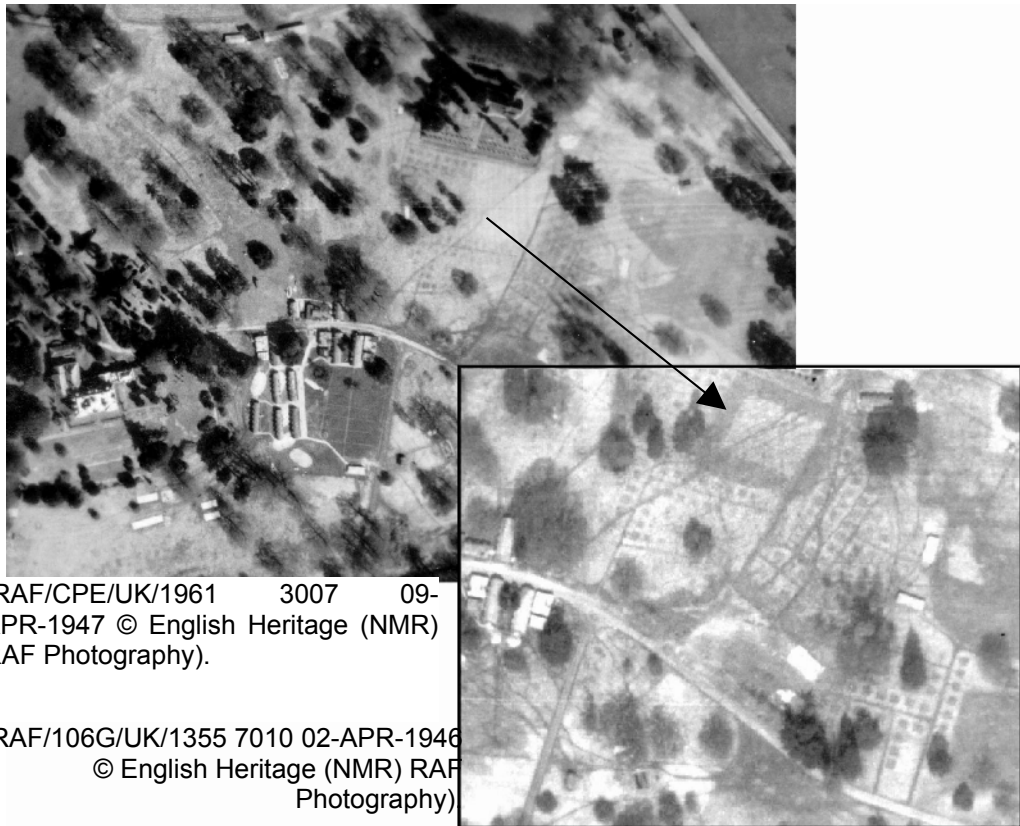 RAF/CPE/UK/1961 3007 09-
APR-1947 © English Heritage (NMR)
RAF Photography).
RAF/106G/UK/1355 7010 02-APR-1946
© English Heritage (NMR) RAF
Photography).